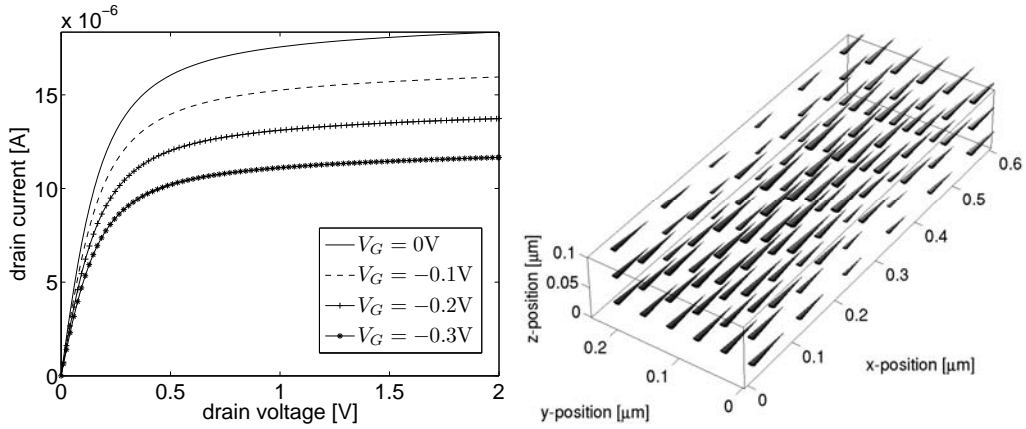 x 10⁻⁶
15
10
5
0
drain current [A]
0 0.5 1 1.5 2
drain voltage [V]
V_G = 0V
V_G = −0.1V
V_G = −0.2V
V_G = −0.3V
0.1
0.05
0
z-position [μm]
0.2
0.1
0
y-position [μm]
0
0.1
0.2
0.3
0.4
0.5
0.6
x-position [μm]